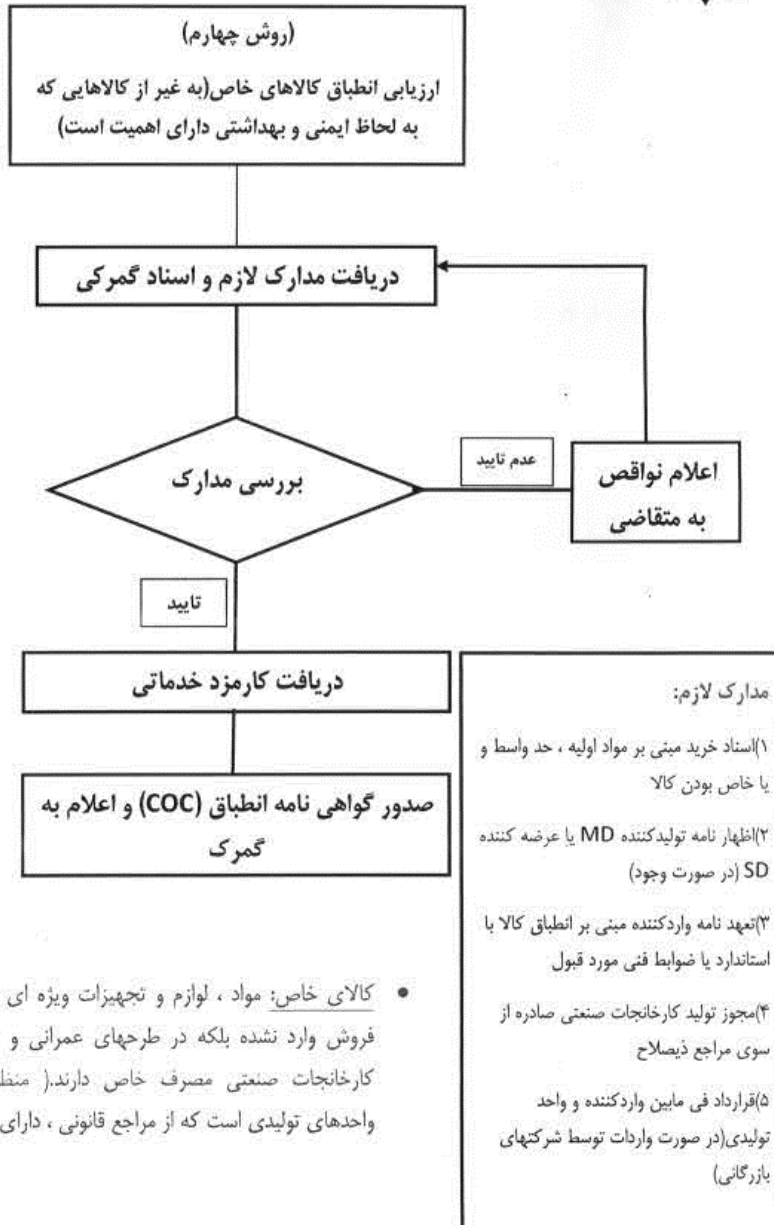 (روش چهارم)
ارزیابی انطباق کالاهای خاص(به غیر از کالاهایی که
به لحاظ ایمنی و بهداشتی دارای اهمیت است)
دریافت مدارک لازم و اسناد گمرکی
بررسی مدارک
عدم تایید
اعلام نواقص
به متقاضی
تایید
دریافت کارمزد خدماتی
صدور گواهی نامه انطباق (COC) و اعلام به
گمرک
مدارک لازم:
۱)اسناد خرید مبنی بر مواد اولیه ، حد واسط و
یا خاص بودن کالا
۲)اظهار نامه تولیدکننده MD یا عرضه کننده
SD (در صورت وجود)
۳)تعهد نامه واردکننده مبنی بر انطباق کالا با
استاندارد یا ضوابط فنی مورد قبول
۴)مجوز تولید کارخانجات صنعتی صادره از
سوی مراجع ذیصلاح
۵)قرارداد فی مابین واردکننده و واحد
تولیدی(در صورت واردات توسط شرکتهای
بازرگانی)
• کالای خاص: مواد ، لوازم و تجهیزات ویژه ای
فروش وارد نشده بلکه در طرحهای عمرانی و
کارخانجات صنعتی مصرف خاص دارند.(
واحدهای تولیدی است که از مراجع قانونی ، دارای